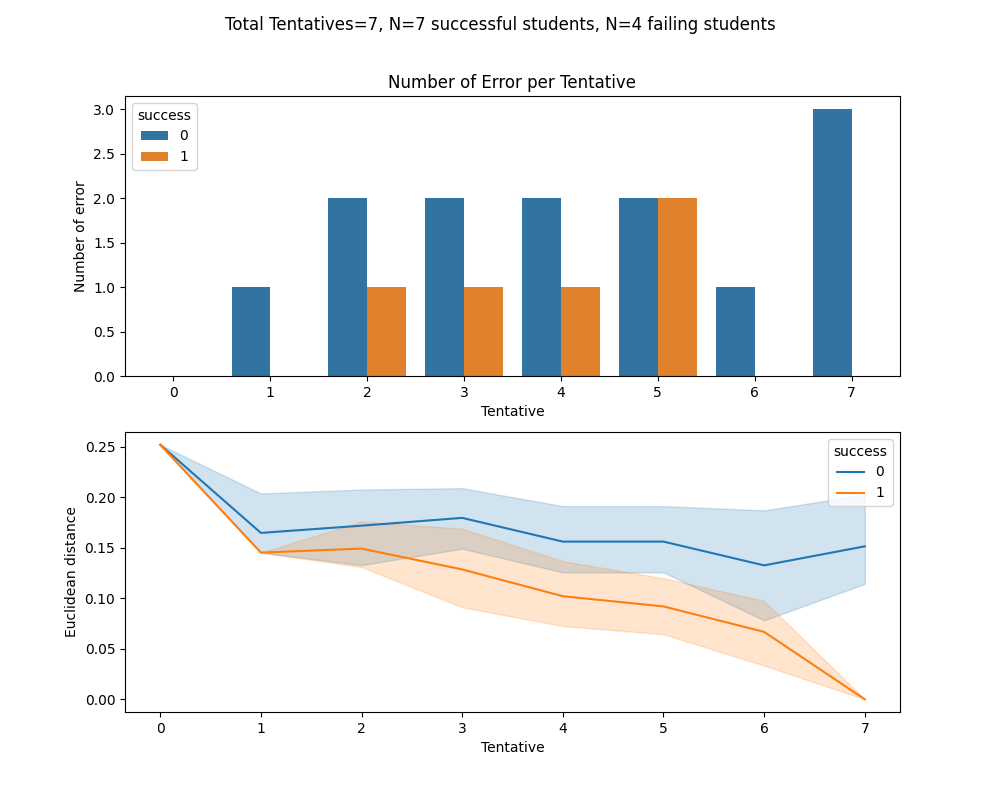 Total Tentatives=7, N=7 successful students, N=4 failing students
Number of Error per Tentative
success
0
1
Number of error
3.0
2.5
2.0
1.5
1.0
0.5
0.0
0 1 2 3 4 5 6 7
Tentative
success
0
1
Euclidean distance
0.25
0.20
0.15
0.10
0.05
0.00
0 1 2 3 4 5 6 7
Tentative